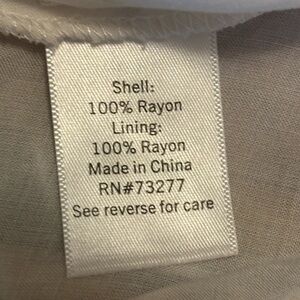 Shell:
100% Rayon
Lining:
100% Rayon
Made in China
RN#73277
See reverse for care